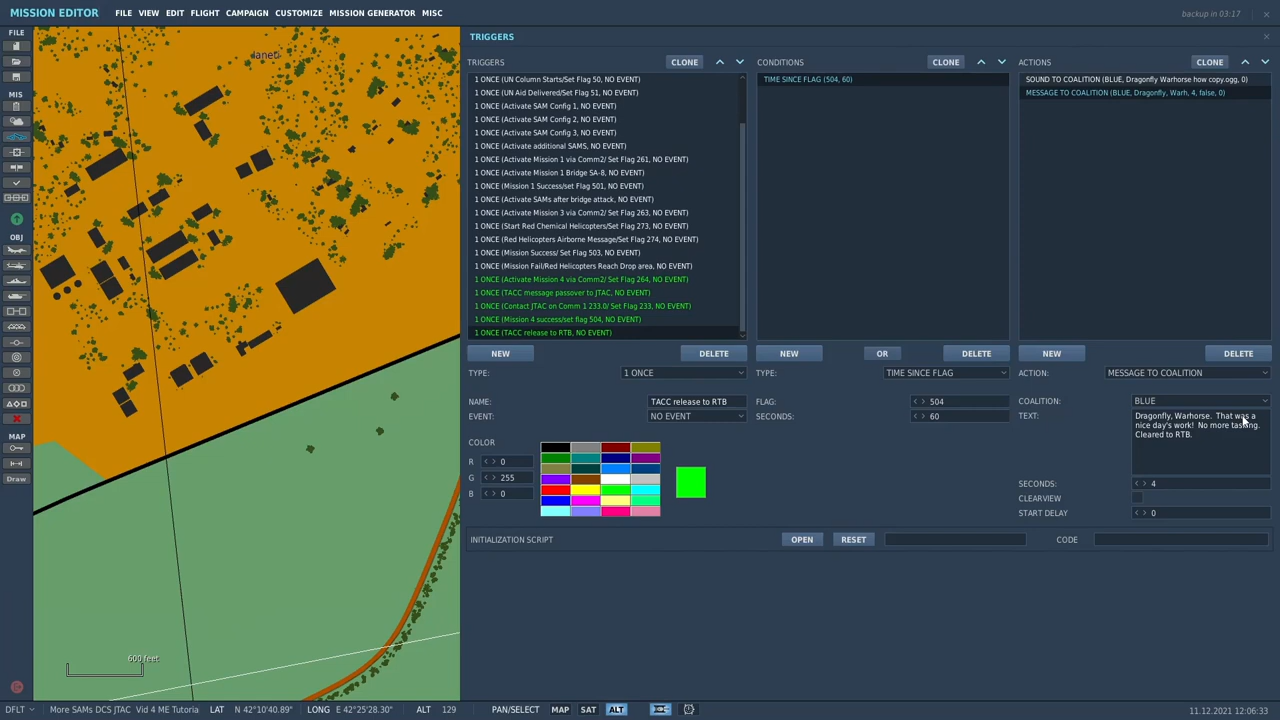 MISSION EDITOR FILE VIEW EDIT FLIGHT CAMPAIGN CUSTOMIZE MISSION GENERATOR MISC backup in 03:17
FILE
MIS
OBJ
MAP
Draw
Janeti
600 feet
TRIGGERS
TRIGGERS CLONE
1 ONCE (UN Column Starts/Set Flag 50, NO EVENT)
1 ONCE (UN Aid Delivered/Set Flag 51, NO EVENT)
1 ONCE (Activate SAM Config 1, NO EVENT)
1 ONCE (Activate SAM Config 2, NO EVENT)
1 ONCE (Activate SAM Config 3, NO EVENT)
1 ONCE (Activate additional SAMS, NO EVENT)
1 ONCE (Activate Mission 1 via Comm2/ Set Flag 261, NO EVENT)
1 ONCE (Activate Mission 1 Bridge SA-8, NO EVENT)
1 ONCE (Mission 1 Success/set Flag 501, NO EVENT)
1 ONCE (Activate SAMs after bridge attack, NO EVENT)
1 ONCE (Activate Mission 3 via Comm2/ Set Flag 263, NO EVENT)
1 ONCE (Start Red Chemical Helicopters/Set Flag 273, NO EVENT)
1 ONCE (Red Helicopters Airborne Message/Set Flag 274, NO EVENT)
1 ONCE (Mission Success/ Set Flag 503, NO EVENT)
1 ONCE (Mission Fail/Red Helicopters Reach Drop area, NO EVENT)
1 ONCE (Activate Mission 4 via Comm2/ Set Flag 264, NO EVENT)
1 ONCE (TACC message passover to JTAC, NO EVENT)
1 ONCE (Contact JTAC on Comm 1 233.0/ Set Flag 233, NO EVENT)
1 ONCE (Mission 4 success/set flag 504, NO EVENT)
1 ONCE (TACC release to RTB, NO EVENT)
NEW DELETE
TYPE: 1 ONCE
NAME: TACC release to RTB
EVENT: NO EVENT
COLOR
R 0
G 255
B 0
CONDITIONS CLONE
TIME SINCE FLAG (504, 60)
NEW OR DELETE
TYPE: TIME SINCE FLAG
FLAG: 504
SECONDS: 60
ACTIONS CLONE
SOUND TO COALITION (BLUE, Dragonfly Warhorse how copy.ogg, 0)
MESSAGE TO COALITION (BLUE, Dragonfly, Warh, 4, false, 0)
NEW DELETE
ACTION: MESSAGE TO COALITION
COALITION: BLUE
TEXT: Dragonfly, Warhorse. That was a
nice day's work! No more tasking.
Cleared to RTB.
SECONDS: 4
CLEARVIEW
START DELAY 0
INITIALIZATION SCRIPT OPEN RESET CODE
DFLT More SAMs DCS JTAC Vid 4 ME Tutoria LAT N 42°10'40.89" LONG E 42°25'28.30" ALT 129 PAN/SELECT MAP SAT ALT 11.12.2021 12:06:33